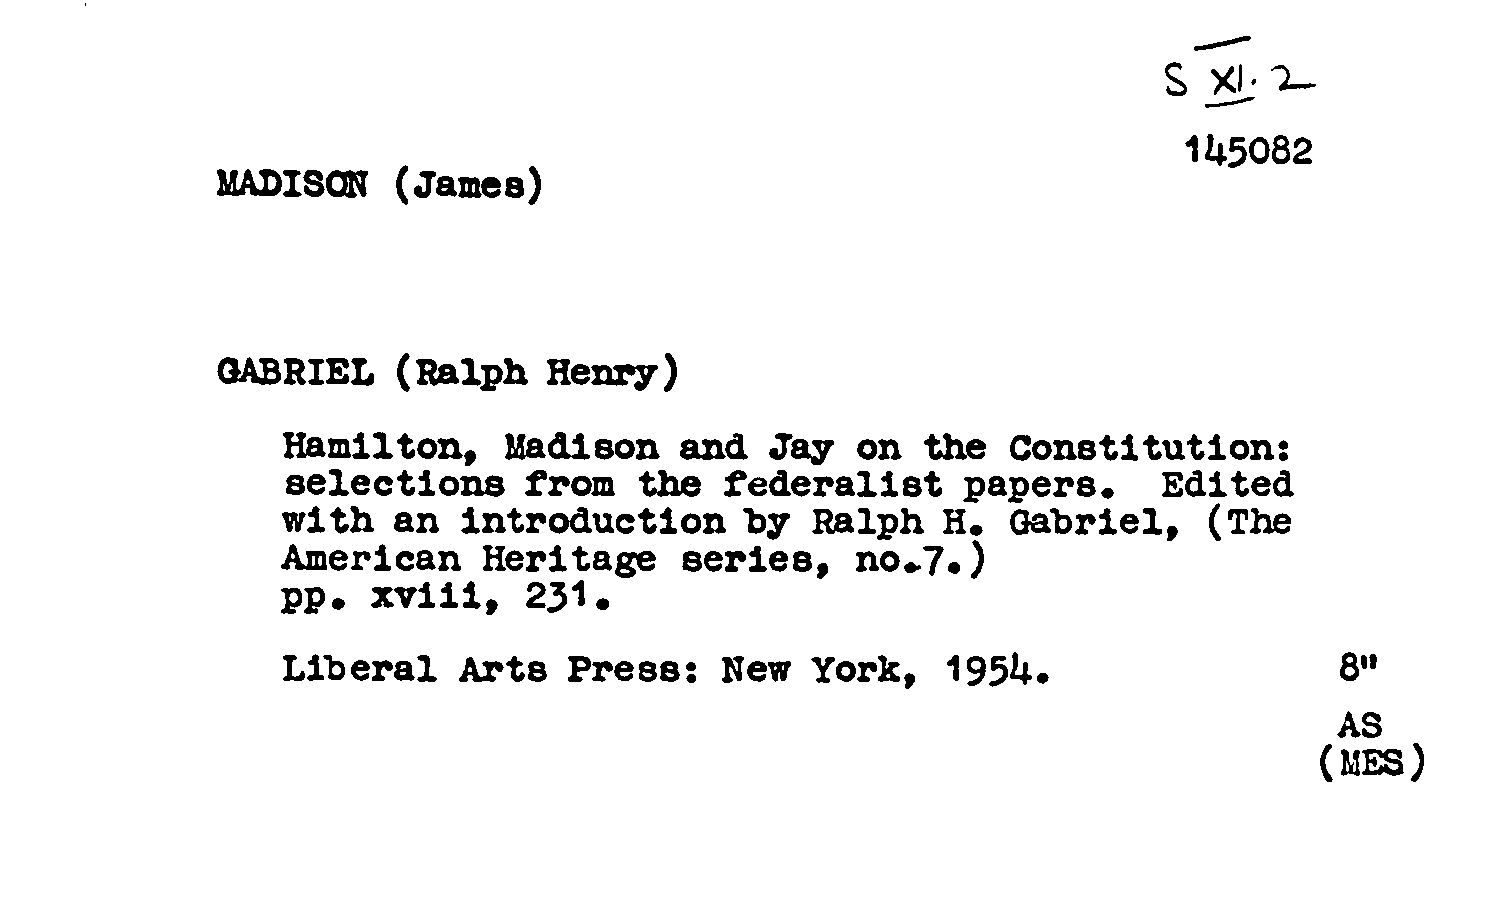 S XI. 2
145082
MADISON (James)
GABRIEL (Ralph Henry)
Hamilton, Madison and Jay on the Constitution:
selections from the federalist papers. Edited
with an introduction by Ralph H. Gabriel, (The
American Heritage series, no.7.)
pp. xviii, 231.
Liberal Arts Press: New York, 1954. 8"
AS
(MES)